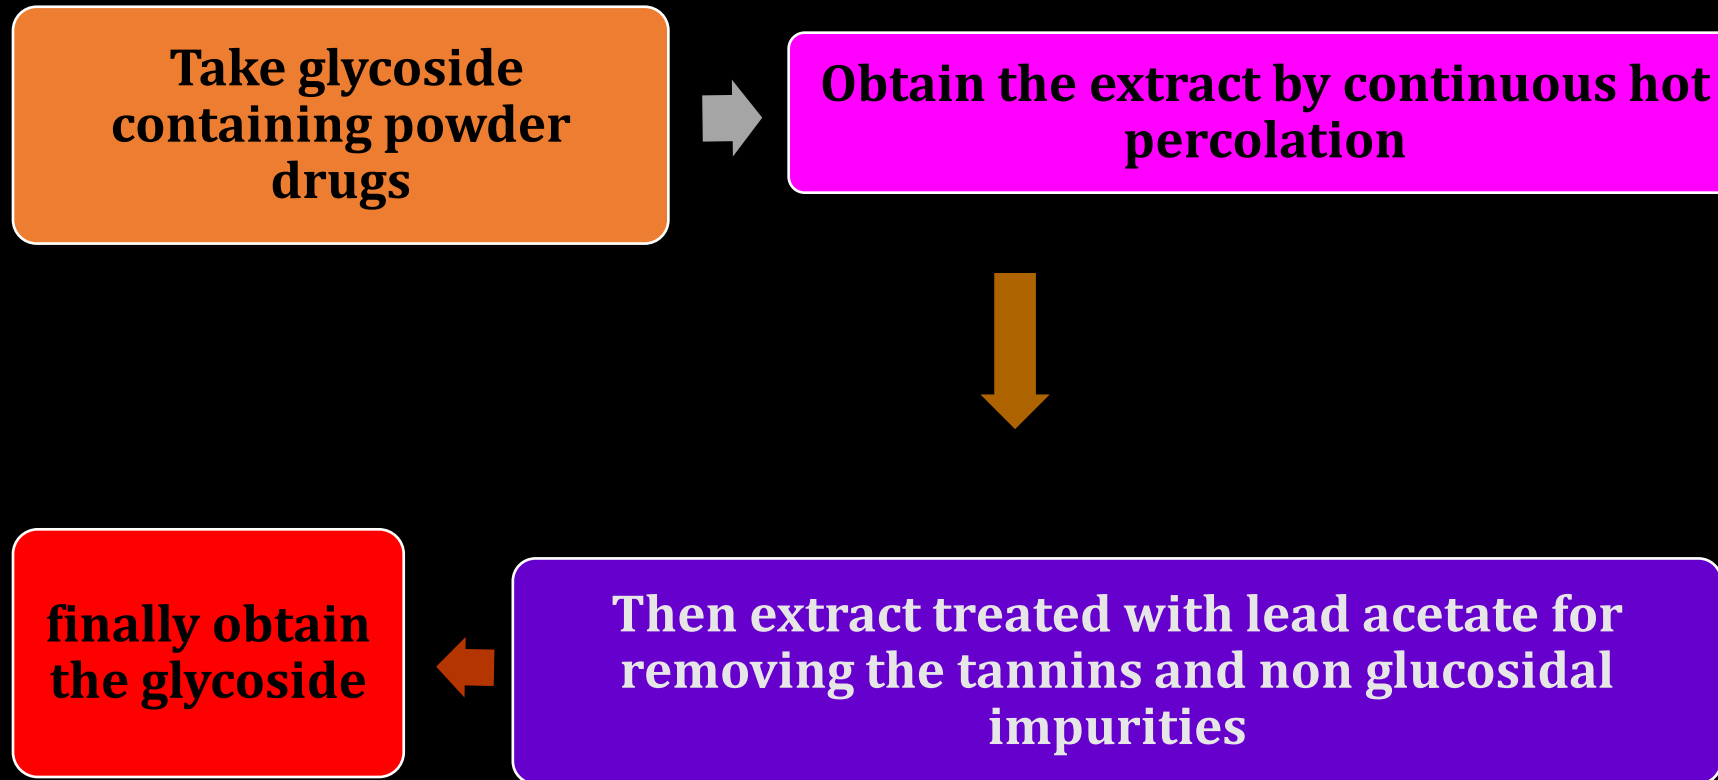 Take glycoside
containing powder
drugs
Obtain the extract by continuous hot
percolation
Then extract treated with lead acetate for
removing the tannins and non glucosidal
impurities
finally obtain
the glycoside